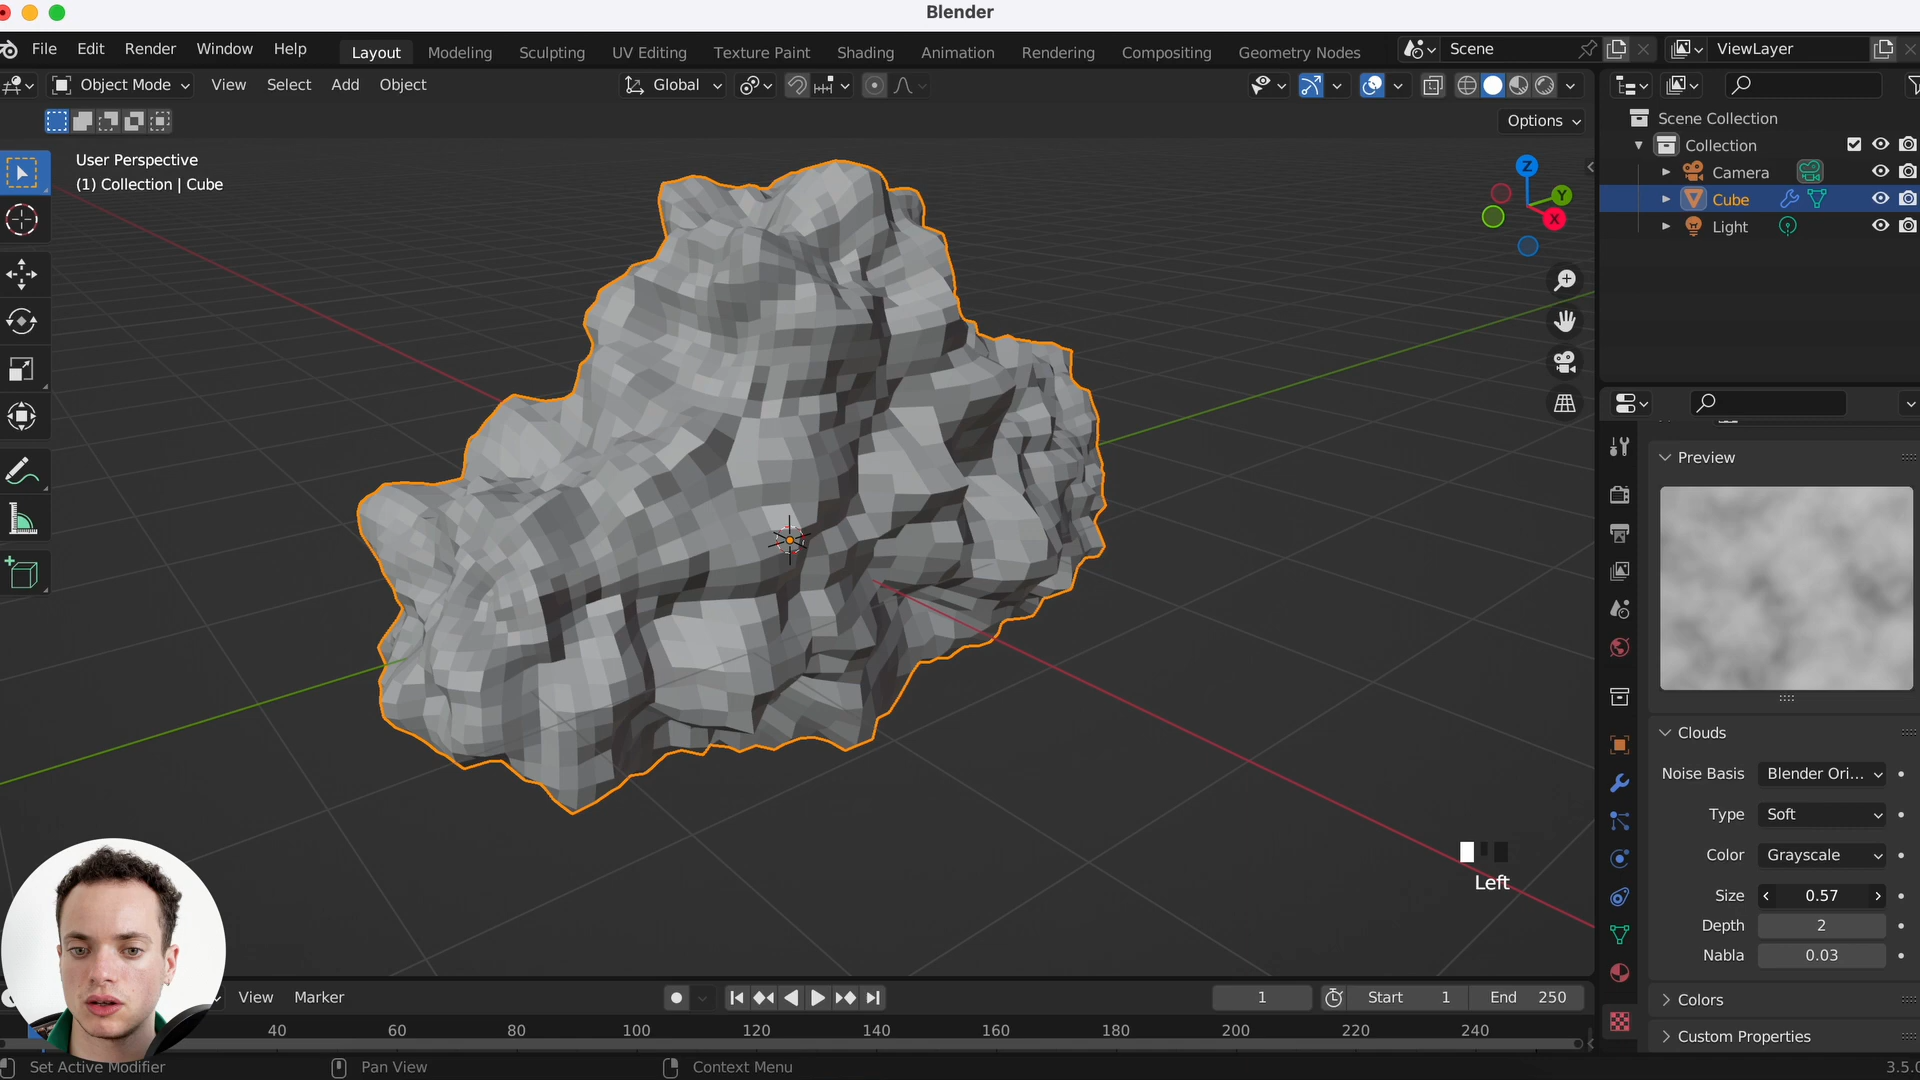 Blender
File Edit Render Window Help
Layout Modeling Sculpting UV Editing Texture Paint Shading Animation Rendering Compositing Geometry Nodes
Scene
ViewLayer
Object Mode View Select Add Object
Global
Options
User Perspective
(1) Collection | Cube
Z
Y
X
Scene Collection
Collection
Camera
Cube
Light
Preview
Clouds
Noise Basis Blender Ori...
Type Soft
Color Grayscale
Size 0.57
Depth 2
Nabla 0.03
Colors
Custom Properties
Left
View Marker
1
Start 1
End 250
40 60 80 100 120 140 160 180 200 220 240
Set Active Modifier
Pan View
Context Menu